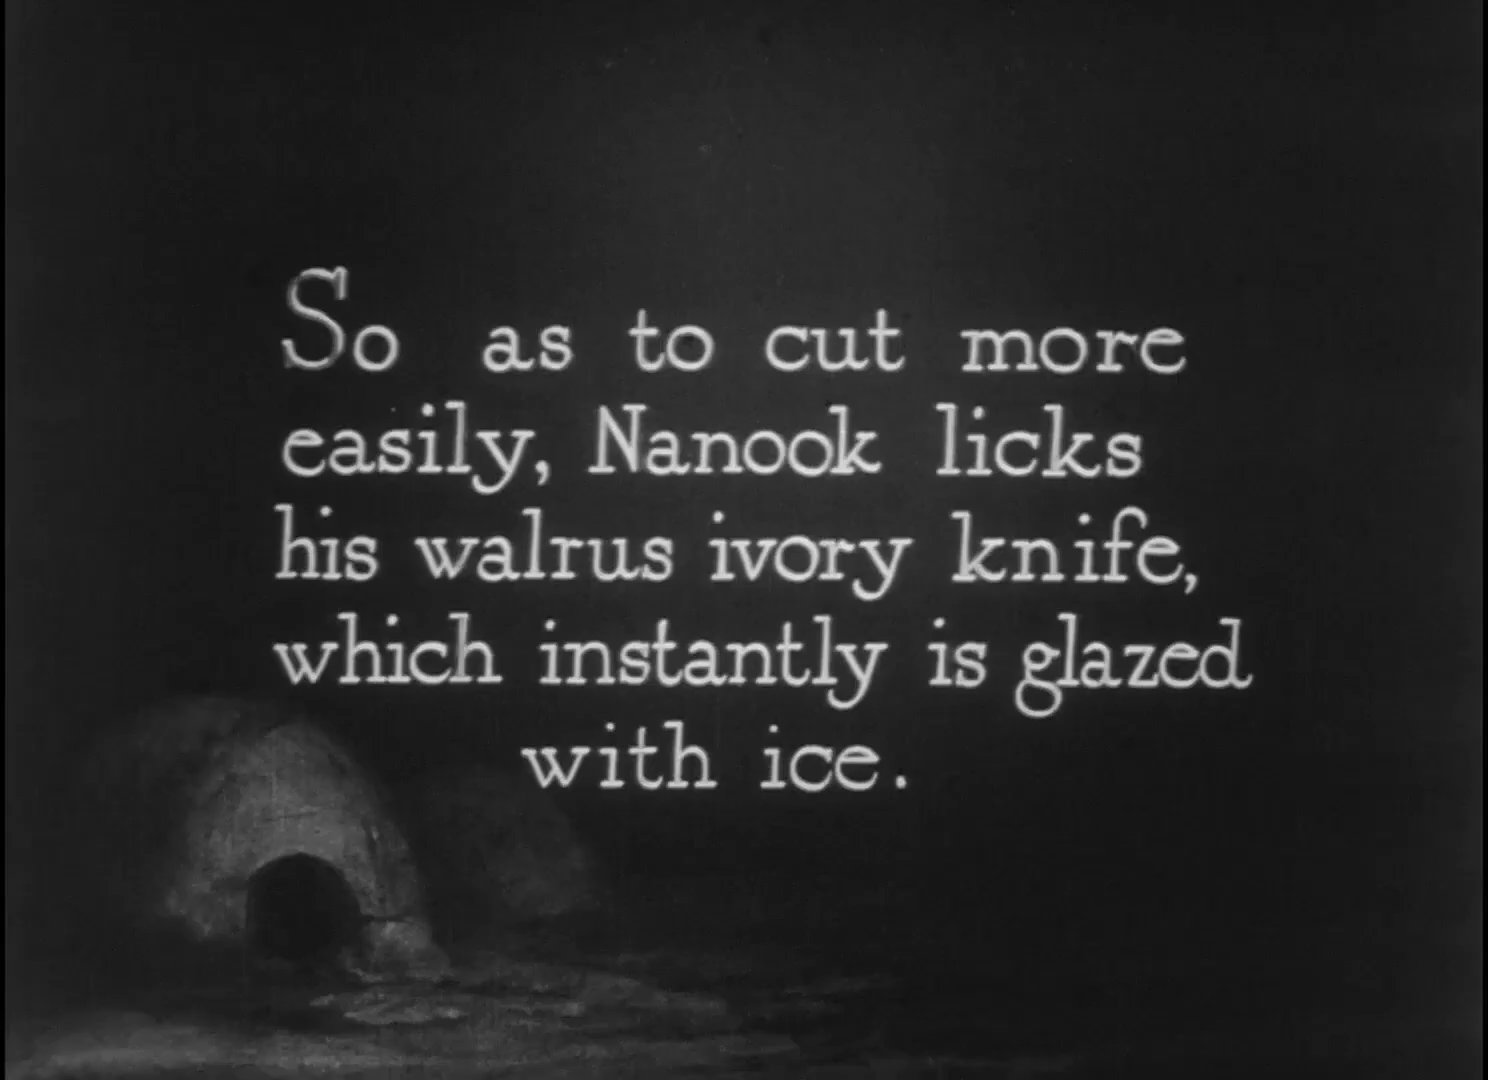 So as to cut more
easily, Nanook licks
his walrus ivory knife,
which instantly is glazed
with ice.